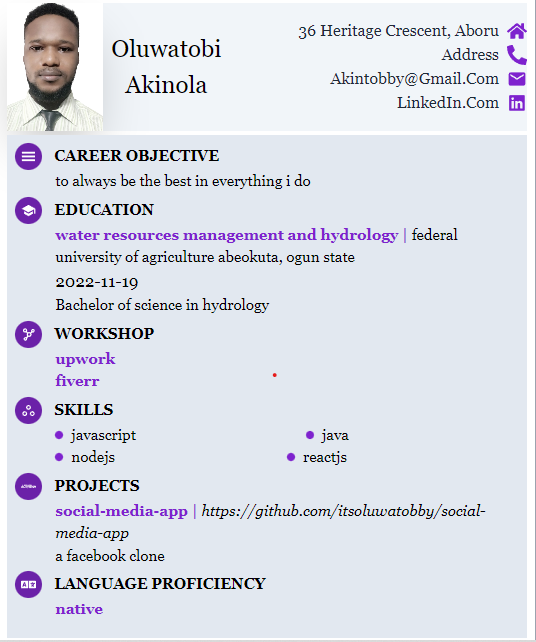 Oluwatobi
Akinola
36 Heritage Crescent, Aboru
Address
Akintobby@Gmail.Com
LinkedIn.Com
CAREER OBJECTIVE
to always be the best in everything i do
EDUCATION
water resources management and hydrology | federal
university of agriculture abeokuta, ogun state
2022-11-19
Bachelor of science in hydrology
WORKSHOP
upwork
fiverr
SKILLS
javascript java
nodejs reactjs
PROJECTS
social-media-app | https://github.com/itsoluwatobby/social-
media-app
a facebook clone
LANGUAGE PROFICIENCY
native